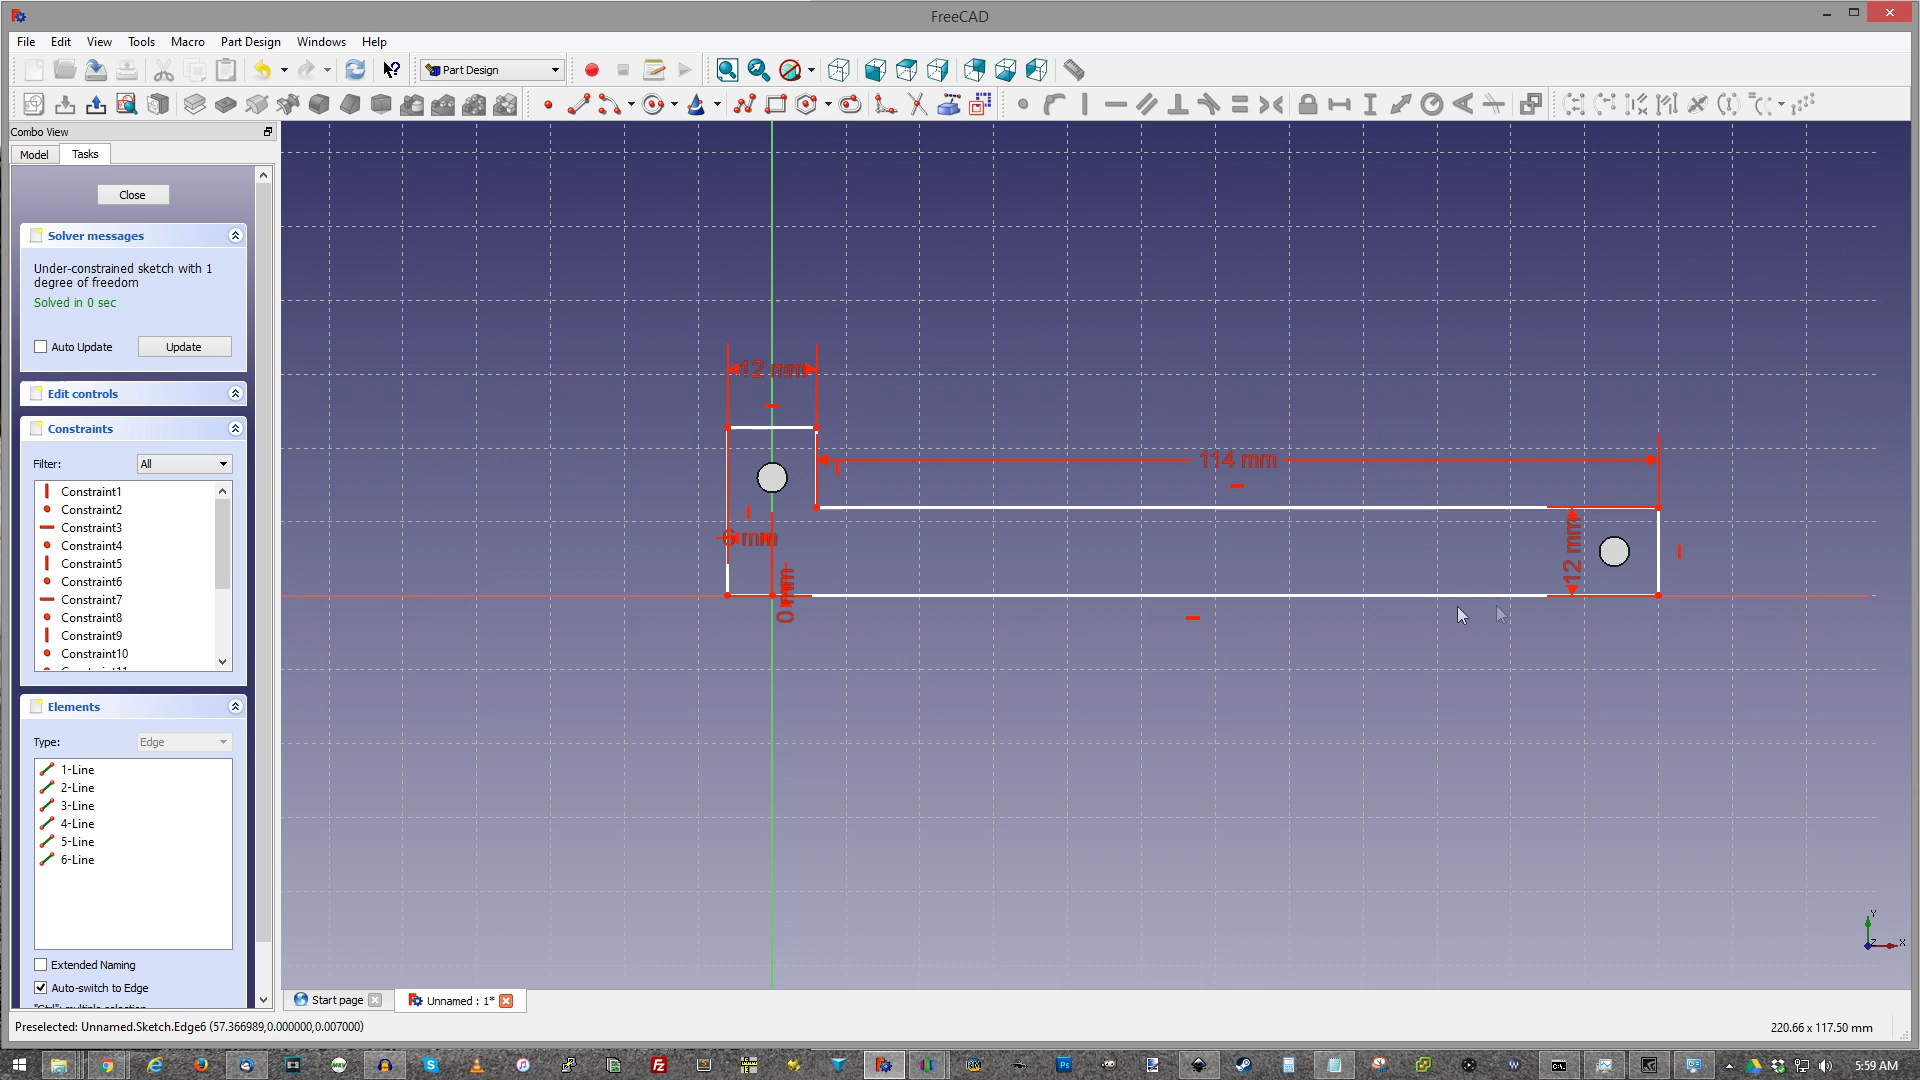 FreeCAD
File Edit View Tools Macro Part Design Windows Help
Part Design
Combo View
Model Tasks
Close
Solver messages
Under-constrained sketch with 1
degree of freedom
Solved in 0 sec
Auto Update Update
Edit controls
Constraints
Filter: All
Constraint1
Constraint2
Constraint3
Constraint4
Constraint5
Constraint6
Constraint7
Constraint8
Constraint9
Constraint10
Elements
Type: Edge
1-Line
2-Line
3-Line
4-Line
5-Line
6-Line
Extended Naming
Auto-switch to Edge
12 mm
114 mm
6 mm
0 mm
12 mm
Y
Z X
Start page Unnamed : 1*
Preselected: Unnamed.Sketch.Edge6 (57.366989,0.000000,0.007000)
220.66 x 117.50 mm
5:59 AM